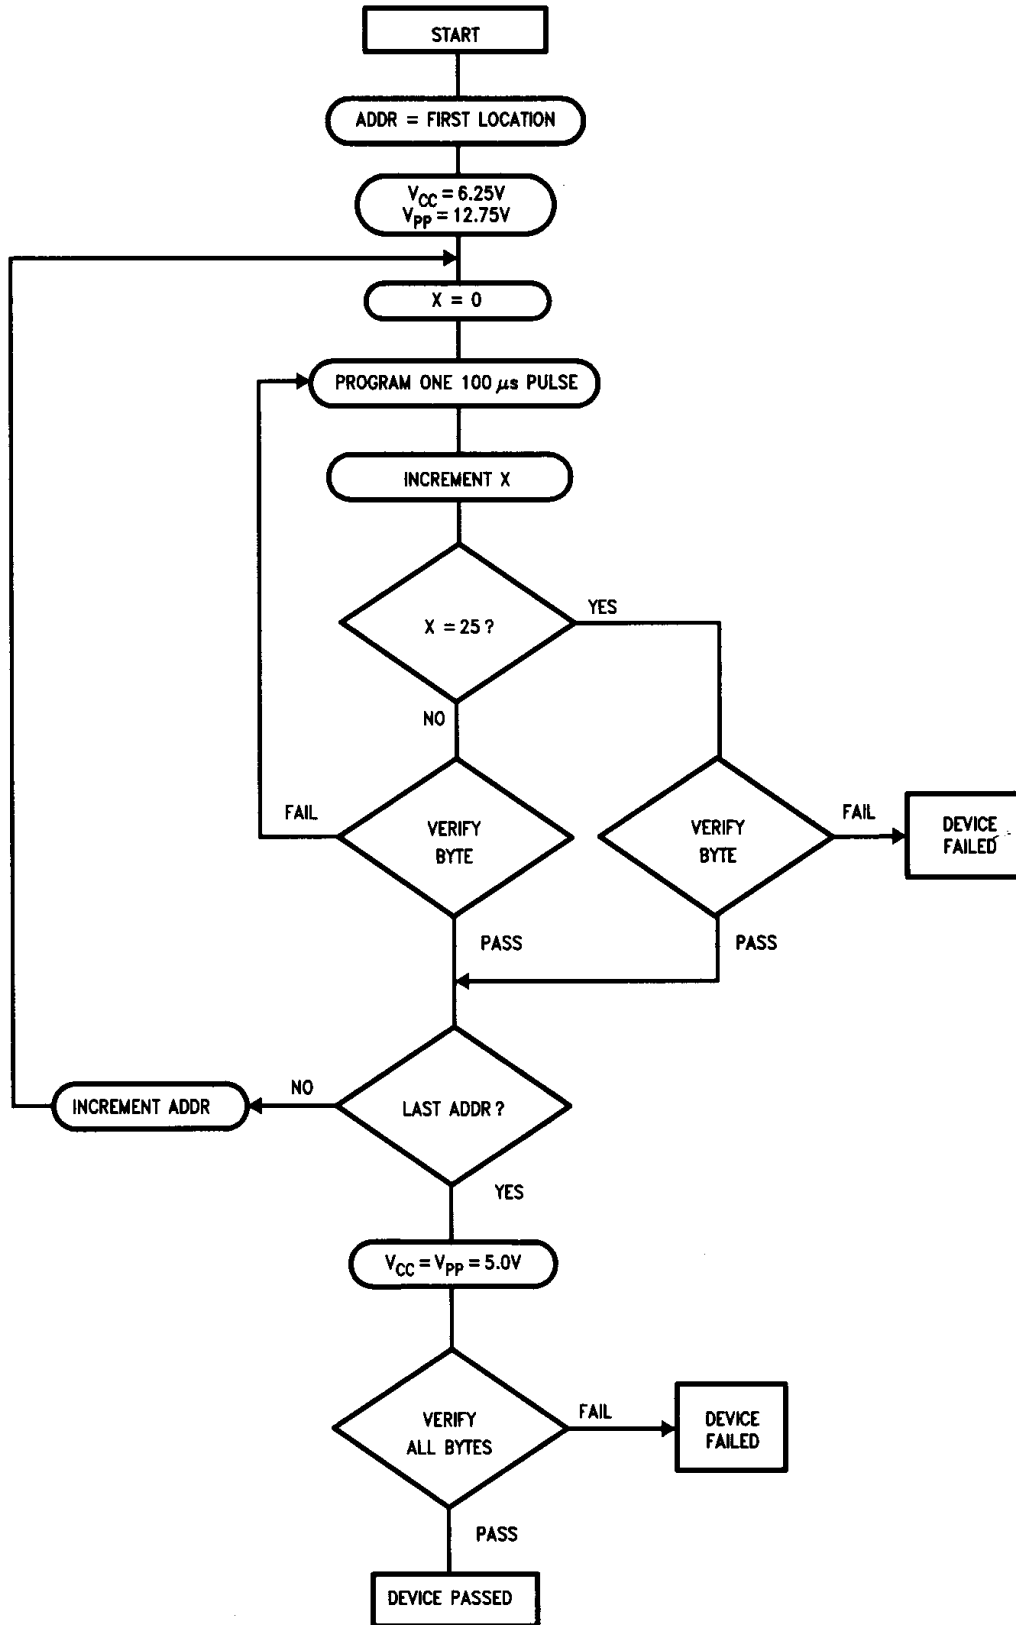 START
ADDR = FIRST LOCATION
VCC = 6.25V
VPP = 12.75V
X = 0
PROGRAM ONE 100 μs PULSE
INCREMENT X
X = 25?
YES
NO
FAIL
VERIFY
BYTE
VERIFY
BYTE
FAIL
DEVICE
FAILED
PASS
PASS
INCREMENT ADDR
NO
LAST ADDR?
YES
VCC = VPP = 5.0V
VERIFY
ALL BYTES
FAIL
DEVICE
FAILED
PASS
DEVICE PASSED